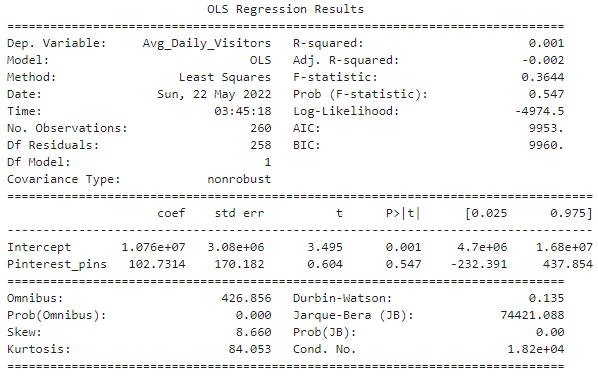 OLS Regression Results
==============================================================================
Dep. Variable: Avg_Daily_Visitors R-squared: 0.001
Model: OLS Adj. R-squared: -0.002
Method: Least Squares F-statistic: 0.3644
Date: Sun, 22 May 2022 Prob (F-statistic): 0.547
Time: 03:45:18 Log-Likelihood: -4974.5
No. Observations: 260 AIC: 9953.
Df Residuals: 258 BIC: 9960.
Df Model: 1
Covariance Type: nonrobust
==================================================================================
coef std err t P>|t| [0.025 0.975]
----------------------------------------------------------------------------------
Intercept 1.076e+07 3.08e+06 3.495 0.001 4.7e+06 1.68e+07
Pinterest_pins 102.7314 170.182 0.604 0.547 -232.391 437.854
==============================================================================
Omnibus: 426.856 Durbin-Watson: 0.135
Prob(Omnibus): 0.000 Jarque-Bera (JB): 74421.088
Skew: 8.660 Prob(JB): 0.00
Kurtosis: 84.053 Cond. No. 1.82e+04
==============================================================================